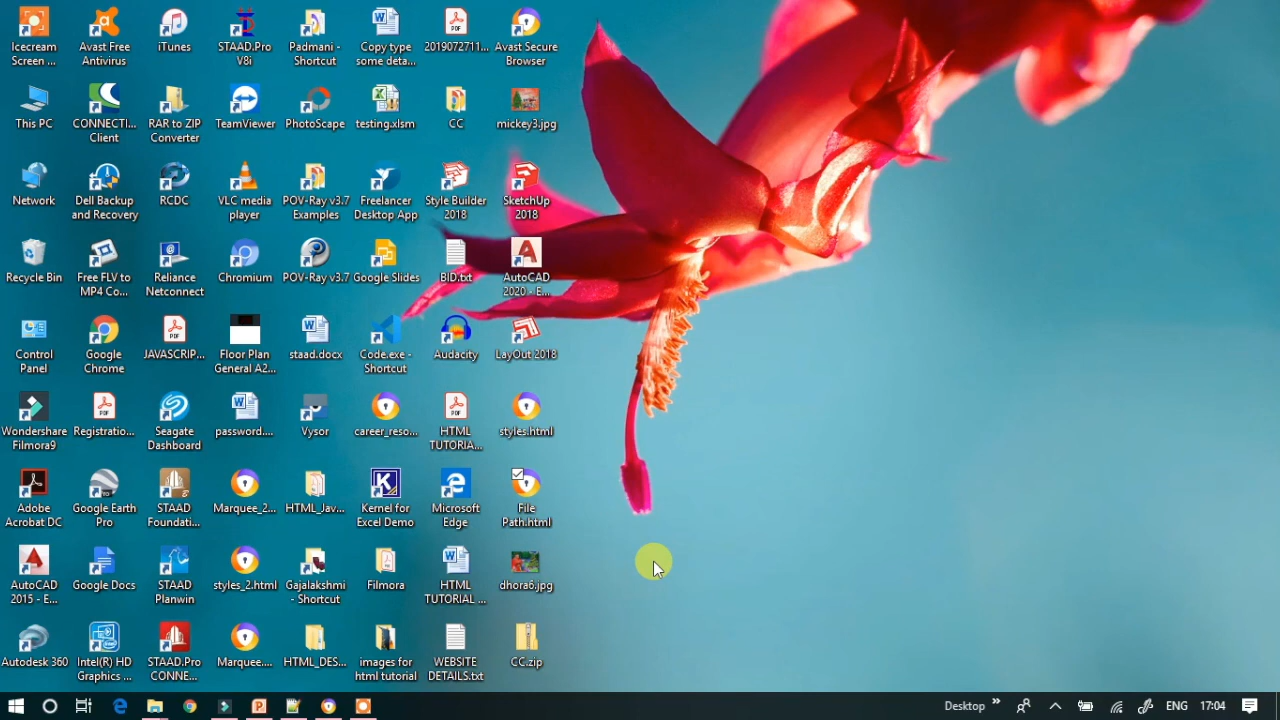 Icecream
Screen ...
Avast Free
Antivirus
iTunes
STAAD.Pro
V8i
Padmani -
Shortcut
Copy type
some deta...
2019072711...
Avast Secure
Browser
This PC
CONNECTI...
Client
RAR to ZIP
Converter
TeamViewer
PhotoScape
testing.xlsm
CC
mickey3.jpg
Network
Dell Backup
and Recovery
RCDC
VLC media
player
POV-Ray v3.7
Examples
Freelancer
Desktop App
Style Builder
2018
SketchUp
2018
Recycle Bin
Free FLV to
MP4 Co...
Reliance
Netconnect
Chromium
POV-Ray v3.7
Google Slides
BID.txt
AutoCAD
2020 - E...
Control
Panel
Google
Chrome
JAVASCRIP...
Floor Plan
General A2...
staad.docx
Code.exe -
Shortcut
Audacity
LayOut 2018
Wondershare
Filmora9
Registratio...
Seagate
Dashboard
password....
Vysor
career_reso...
HTML
TUTORIA...
styles.html
Adobe
Acrobat DC
Google Earth
Pro
STAAD
Foundati...
Marquee_2...
HTML_Jav...
Kernel for
Excel Demo
Microsoft
Edge
File
Path.html
AutoCAD
2015 - E...
Google Docs
STAAD
Planwin
styles_2.html
Gajalakshmi
- Shortcut
Filmora
HTML
TUTORIAL ...
dhora6.jpg
Autodesk 360
Intel(R) HD
Graphics ...
STAAD.Pro
CONNE...
Marquee....
HTML_DES...
images for
html tutorial
WEBSITE
DETAILS.txt
CC.zip
Desktop
ENG
17:04